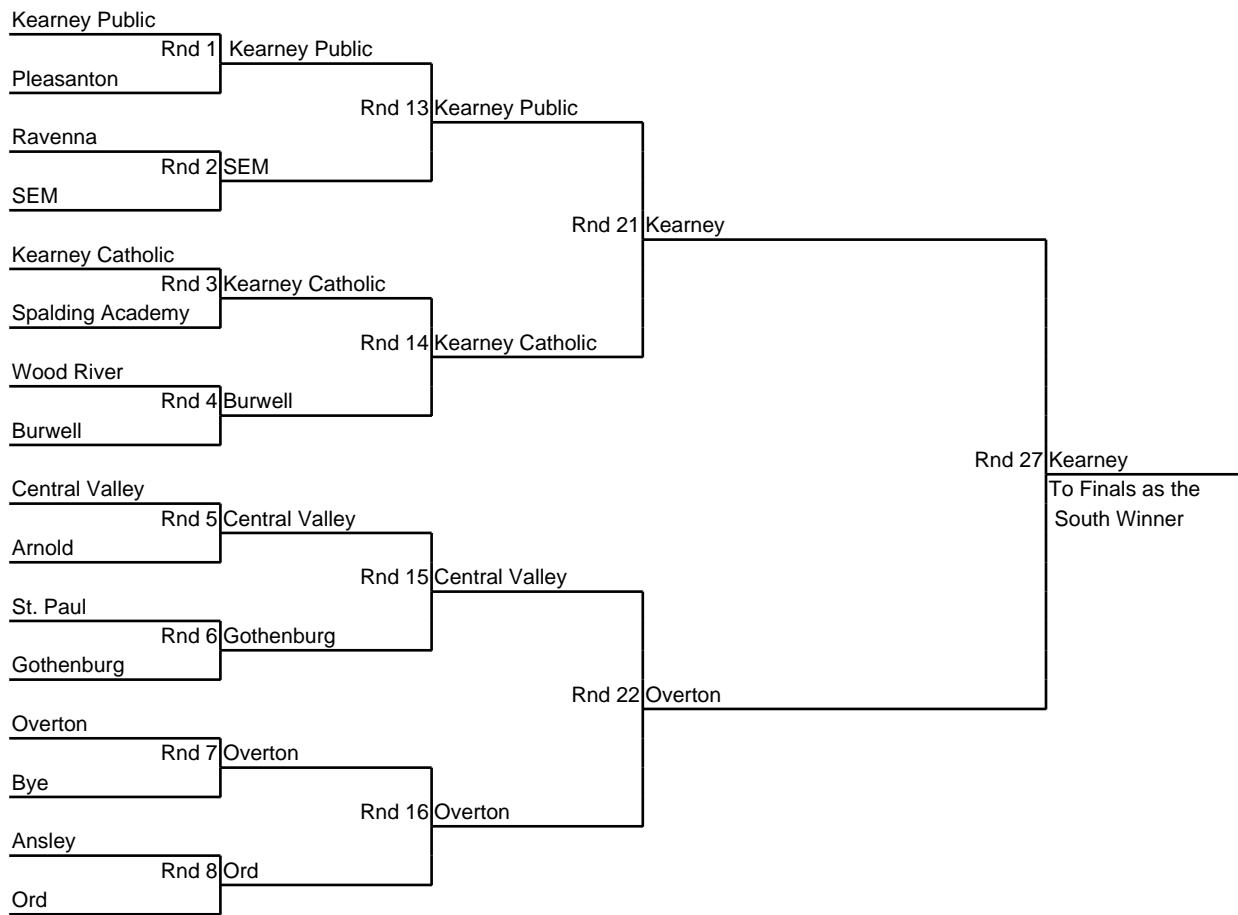 Kearney Public
Rnd 1 Kearney Public
Pleasanton
Rnd 13 Kearney Public
Ravenna
Rnd 2 SEM
SEM
Rnd 21 Kearney
Kearney Catholic
Rnd 3 Kearney Catholic
Spalding Academy
Rnd 14 Kearney Catholic
Wood River
Rnd 4 Burwell
Burwell
Rnd 27 Kearney
Central Valley
To Finals as the
South Winner
Rnd 5 Central Valley
Arnold
Rnd 15 Central Valley
St. Paul
Rnd 6 Gothenburg
Gothenburg
Rnd 22 Overton
Overton
Rnd 7 Overton
Bye
Rnd 16 Overton
Ansley
Rnd 8 Ord
Ord